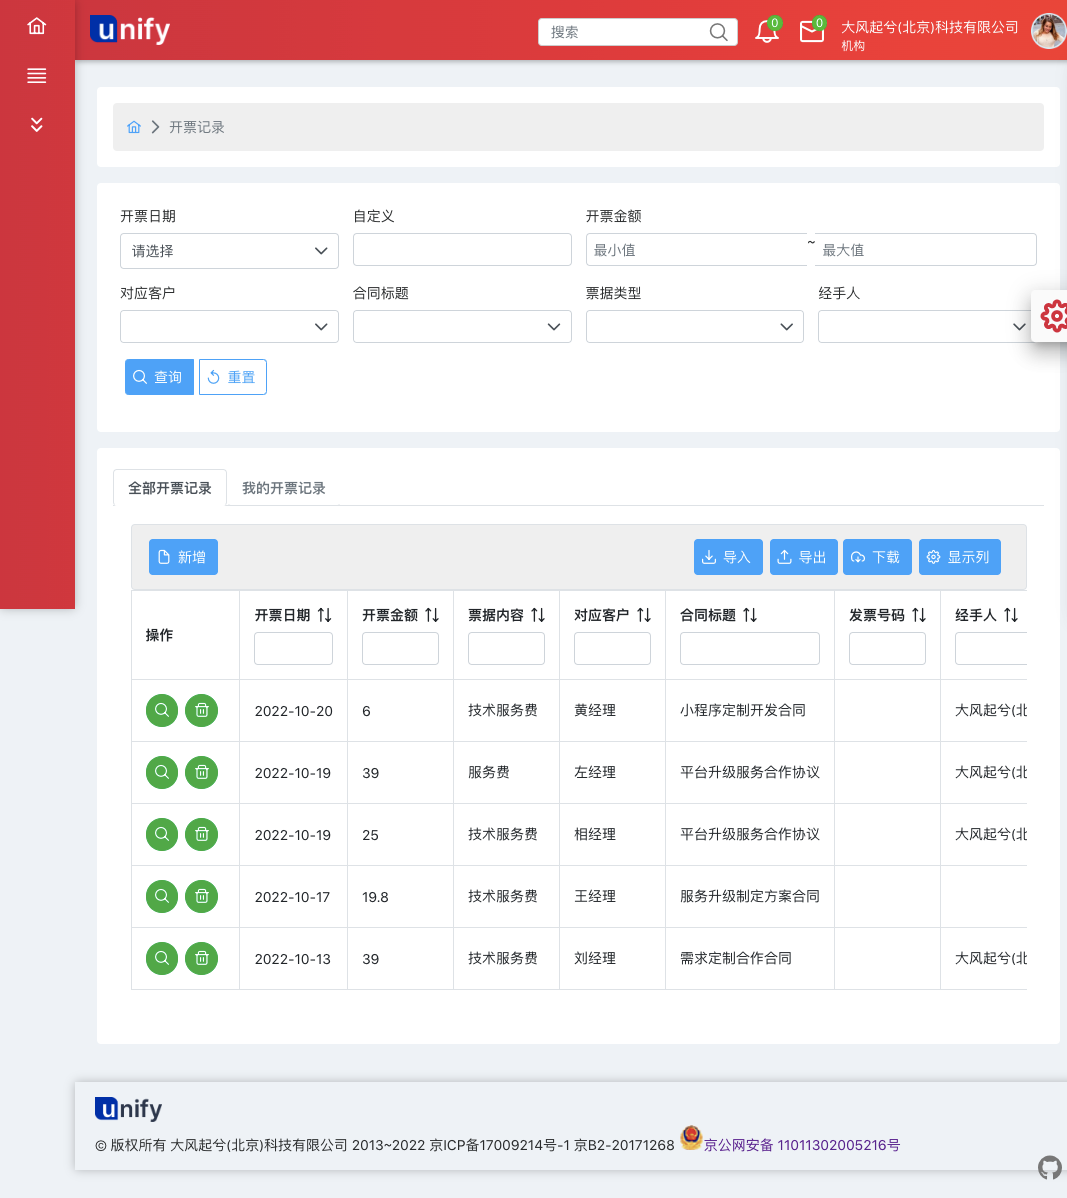 unify
搜索
0
0
大风起兮(北京)科技有限公司
机构
开票记录
开票日期 自定义 开票金额
请选择 最小值 ~ 最大值
对应客户 合同标题 票据类型 经手人
查询 重置
全部开票记录 我的开票记录
新增 导入 导出 下载 显示列
操作 开票日期 开票金额 票据内容 对应客户 合同标题 发票号码 经手人
2022-10-20 6 技术服务费 黄经理 小程序定制开发合同 大风起兮(北
2022-10-19 39 服务费 左经理 平台升级服务合作协议 大风起兮(北
2022-10-19 25 技术服务费 相经理 平台升级服务合作协议 大风起兮(北
2022-10-17 19.8 技术服务费 王经理 服务升级制定方案合同
2022-10-13 39 技术服务费 刘经理 需求定制合作合同 大风起兮(北
unify
© 版权所有 大风起兮(北京)科技有限公司 2013~2022 京ICP备17009214号-1 京B2-20171268 京公网安备 11011302005216号